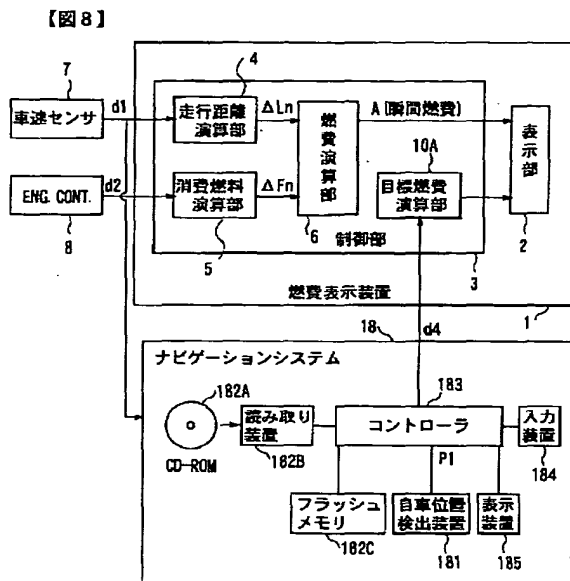 【図8】
7
車速センサ
d1
4
走行距離
演算部
ΔLn
燃費演算部
6
A(瞬間燃費)
10A
目標燃費
演算部
表示部
2
ENG. CONT.
8
d2
消費燃料
演算部
5
ΔFn
制御部
3
燃費表示装置
1
18
d4
ナビゲーションシステム
182A
CD-ROM
読み取り
装置
182B
183
コントローラ
入力
装置
184
P1
フラッシュ
メモリ
182C
自車位置
検出装置
181
表示
装置
185